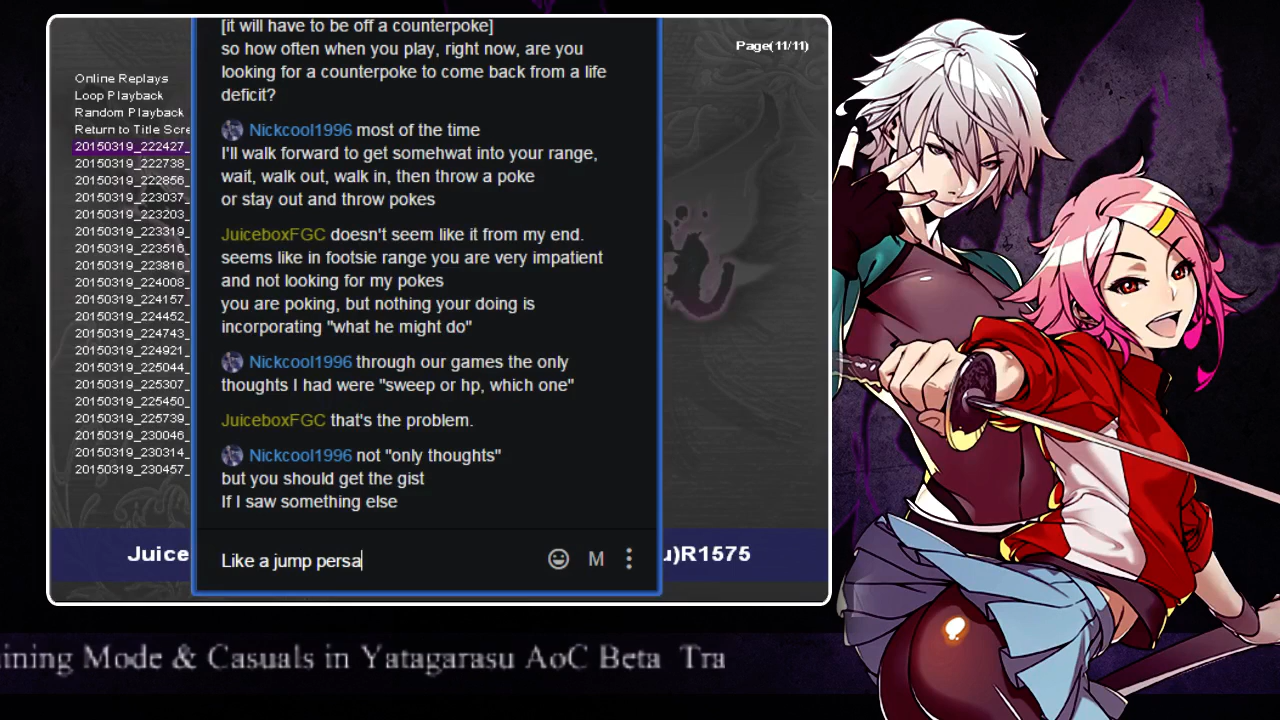 [it will have to be off a counterpoke]
so how often when you play, right now, are you
looking for a counterpoke to come back from a life
deficit?
Page(11/11)
Online Replays
Loop Playback
Random Playback
Return to Title Scre
20150319_222427_
20150319_222738_
20150319_222856_
20150319_223037_
20150319_223203_
20150319_223319_
20150319_223516_
20150319_223816_
20150319_224008_
20150319_224157_
20150319_224452_
20150319_224743_
20150319_224921_
20150319_225044_
20150319_225307_
20150319_225450_
20150319_225739_
20150319_230046_
20150319_230314_
20150319_230457_
Nickcool1996 most of the time
I'll walk forward to get somehwat into your range,
wait, walk out, walk in, then throw a poke
or stay out and throw pokes
JuiceboxFGC doesn't seem like it from my end.
seems like in footsie range you are very impatient
and not looking for my pokes
you are poking, but nothing your doing is
incorporating "what he might do"
Nickcool1996 through our games the only
thoughts I had were "sweep or hp, which one"
JuiceboxFGC that's the problem.
Nickcool1996 not "only thoughts"
but you should get the gist
If I saw something else
Like a jump persa
M
Juice
u)R1575
ining Mode & Casuals in Yatagarasu AoC Beta Tra